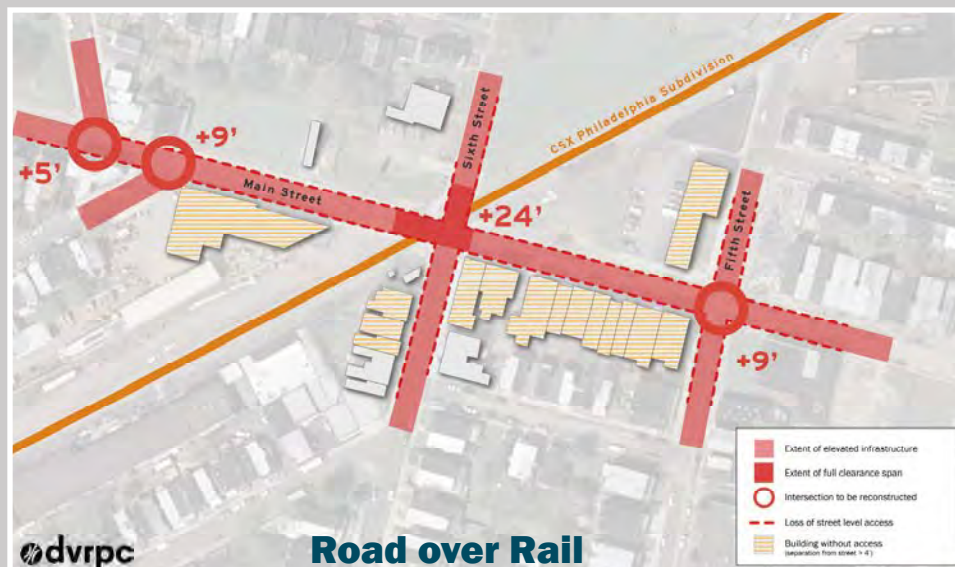 +5'
+9'
Main Street
Sixth Street
CSX Philadelphia Subdivision
+24'
Fifth Street
+9'
Extent of elevated infrastructure
Extent of full clearance span
Intersection to be reconstructed
Loss of street level access
Building without access
(separation from street > 4')
dvrpc
Road over Rail